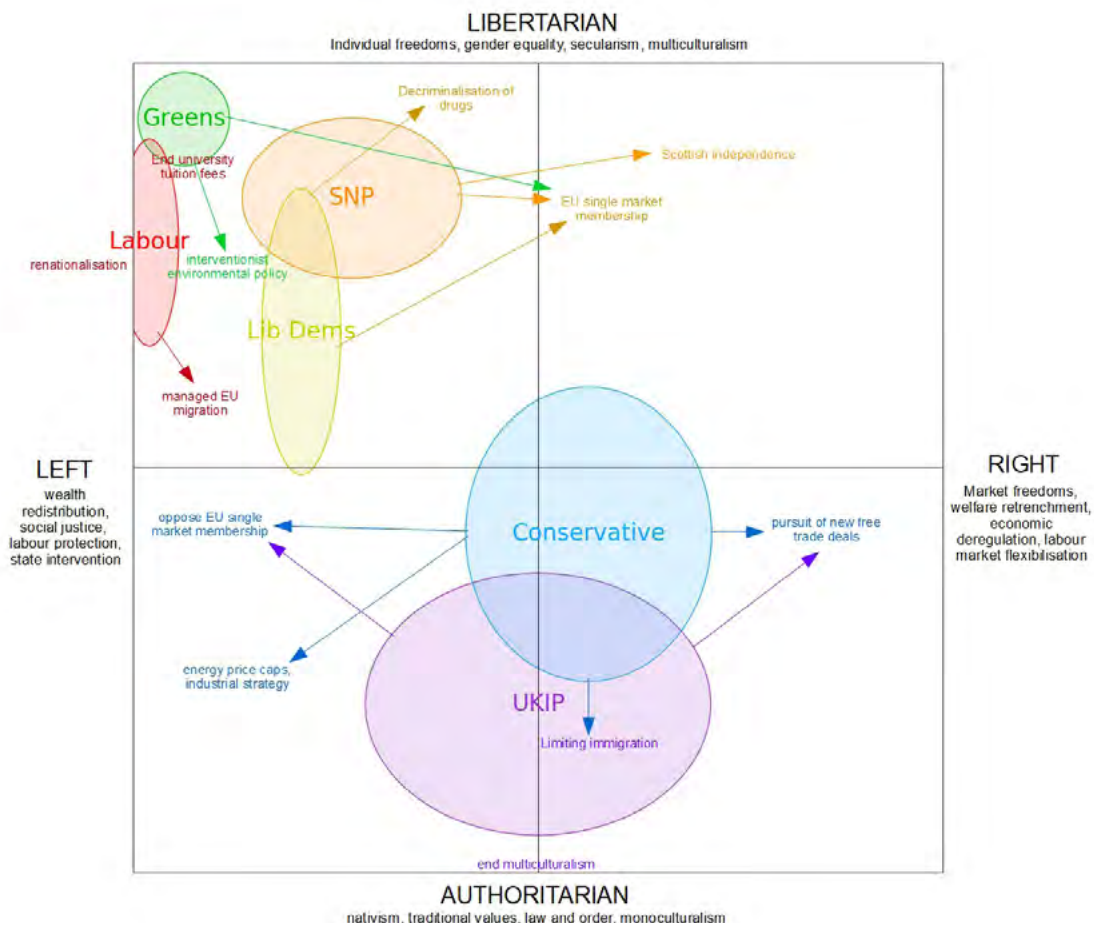 LIBERTARIAN
Individual freedoms, gender equality, secularism, multiculturalism
Decriminalisation of
drugs
Greens
End university
tuition fees
Scottish independence
SNP
EU single market
membership
Labour
renationalisation
interventionist
environmental policy
Lib Dems
managed EU
migration
LEFT
wealth
redistribution,
social justice,
labour protection,
state intervention
RIGHT
Market freedoms,
welfare retrenchment,
economic
deregulation, labour
market flexibilisation
oppose EU single
market membership
Conservative
pursuit of new free
trade deals
energy price caps,
industrial strategy
UKIP
Limiting immigration
end multiculturalism
AUTHORITARIAN
nativism, traditional values, law and order, monoculturalism